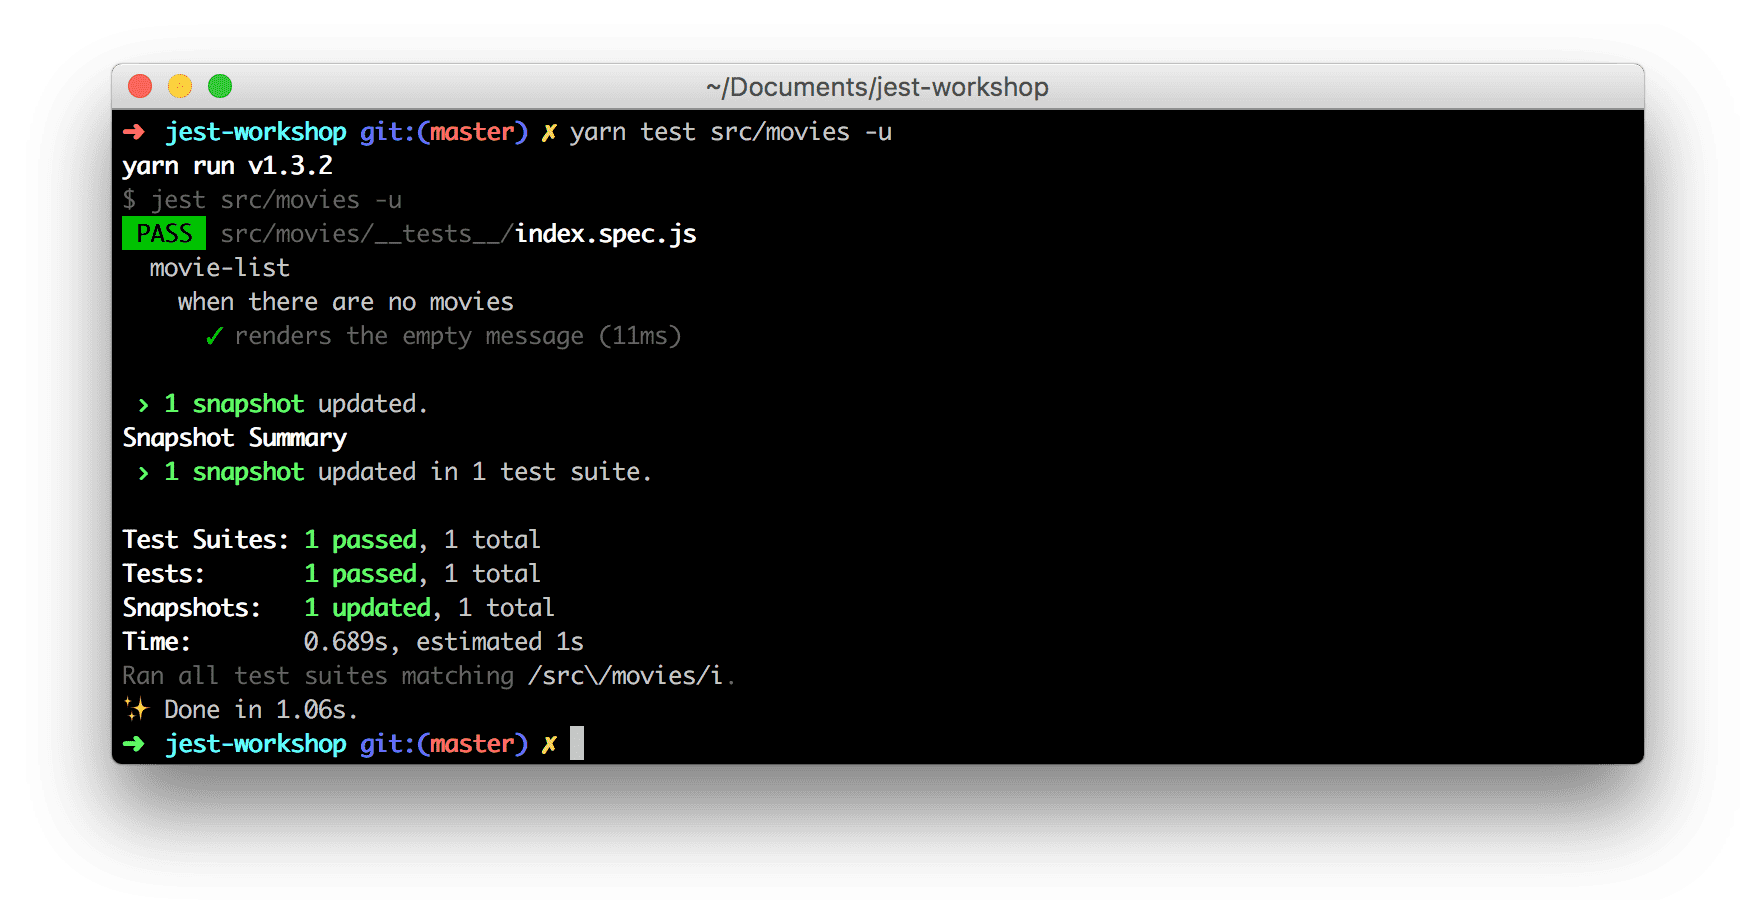 ~/Documents/jest-workshop
➜ jest-workshop git:(master) ✗ yarn test src/movies -u
yarn run v1.3.2
$ jest src/movies -u
PASS src/movies/__tests__/index.spec.js
movie-list
when there are no movies
✓ renders the empty message (11ms)
› 1 snapshot updated.
Snapshot Summary
› 1 snapshot updated in 1 test suite.
Test Suites: 1 passed, 1 total
Tests: 1 passed, 1 total
Snapshots: 1 updated, 1 total
Time: 0.689s, estimated 1s
Ran all test suites matching /src\/movies/i.
✨ Done in 1.06s.
➜ jest-workshop git:(master) ✗